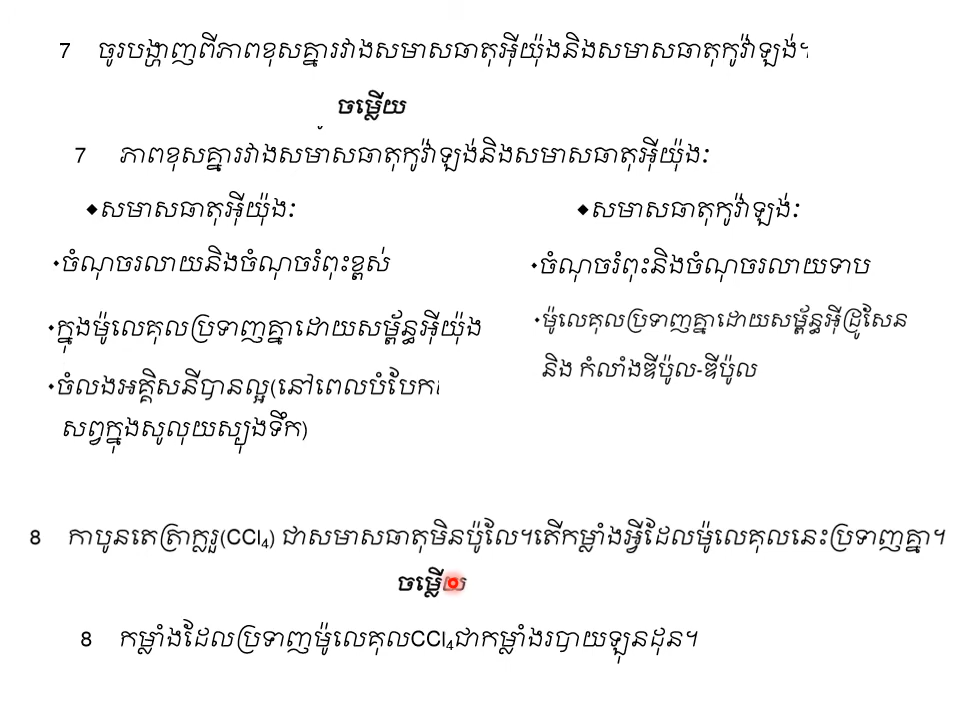 7 ចូរបង្ហាញពីភាពខុសគ្នារវាងសមាសធាតុអ៊ីយ៉ុងនិងសមាសធាតុកូវ៉ាឡង់។
ចម្លើយ
7 ភាពខុសគ្នារវាងសមាសធាតុកូវ៉ាឡង់និងសមាសធាតុអ៊ីយ៉ុងៈ
◆សមាសធាតុអ៊ីយ៉ុងៈ
·ចំណុចរលាយនិងចំណុចរំពុះខ្ពស់
·ក្នុងម៉ូលេគុលប្រទាញគ្នាដោយសម្ព័ន្ធអ៊ីយ៉ុង
·ចំលងអគ្គិសនីបានល្អ(នៅពេលបំបែក
សព្វក្នុងសូលុយស្យុងទឹក)
◆សមាសធាតុកូវ៉ាឡង់ៈ
·ចំណុចរំពុះនិងចំណុចរលាយទាប
·ម៉ូលេគុលប្រទាញគ្នាដោយសម្ព័ន្ធអ៊ីដ្រូសែន
និង កំលាំងឌីប៉ូល-ឌីប៉ូល
8 កាបូនតេត្រាក្លរួ(CCl₄) ជាសមាសធាតុមិនប៉ូលែ។តើកម្លាំងអ្វីដែលម៉ូលេគុលនេះប្រទាញគ្នា។
ចម្លើយ
8 កម្លាំងដែលប្រទាញម៉ូលេគុលCCl₄ជាកម្លាំងរបាយឡុនដុន។